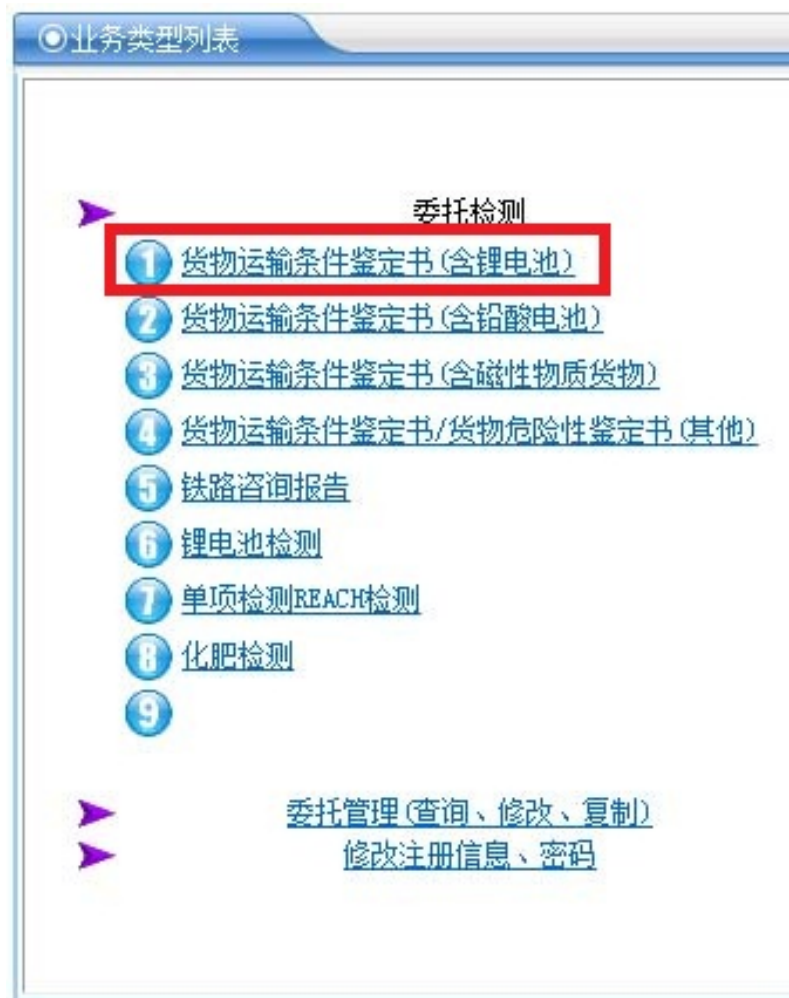 业务类型列表
委托检测
1 货物运输条件鉴定书(含锂电池)
2 货物运输条件鉴定书(含铅酸电池)
3 货物运输条件鉴定书(含磁性物质货物)
4 货物运输条件鉴定书/货物危险性鉴定书(其他)
5 铁路咨询报告
6 锂电池检测
7 单项检测REACH检测
8 化肥检测
9
委托管理(查询、修改、复制)
修改注册信息、密码